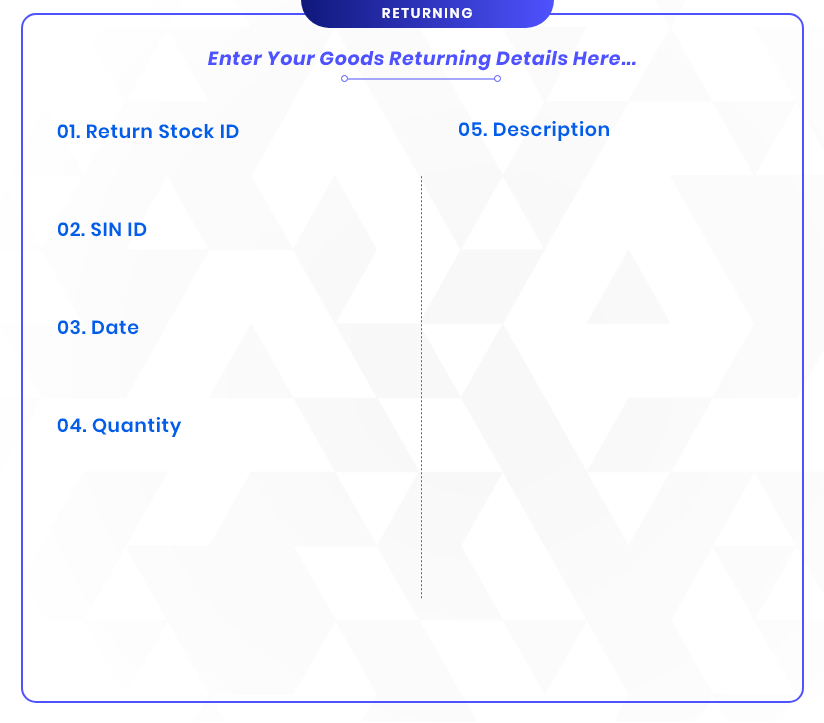 RETURNING
Enter Your Goods Returning Details Here...
01. Return Stock ID
02. SIN ID
03. Date
04. Quantity
05. Description